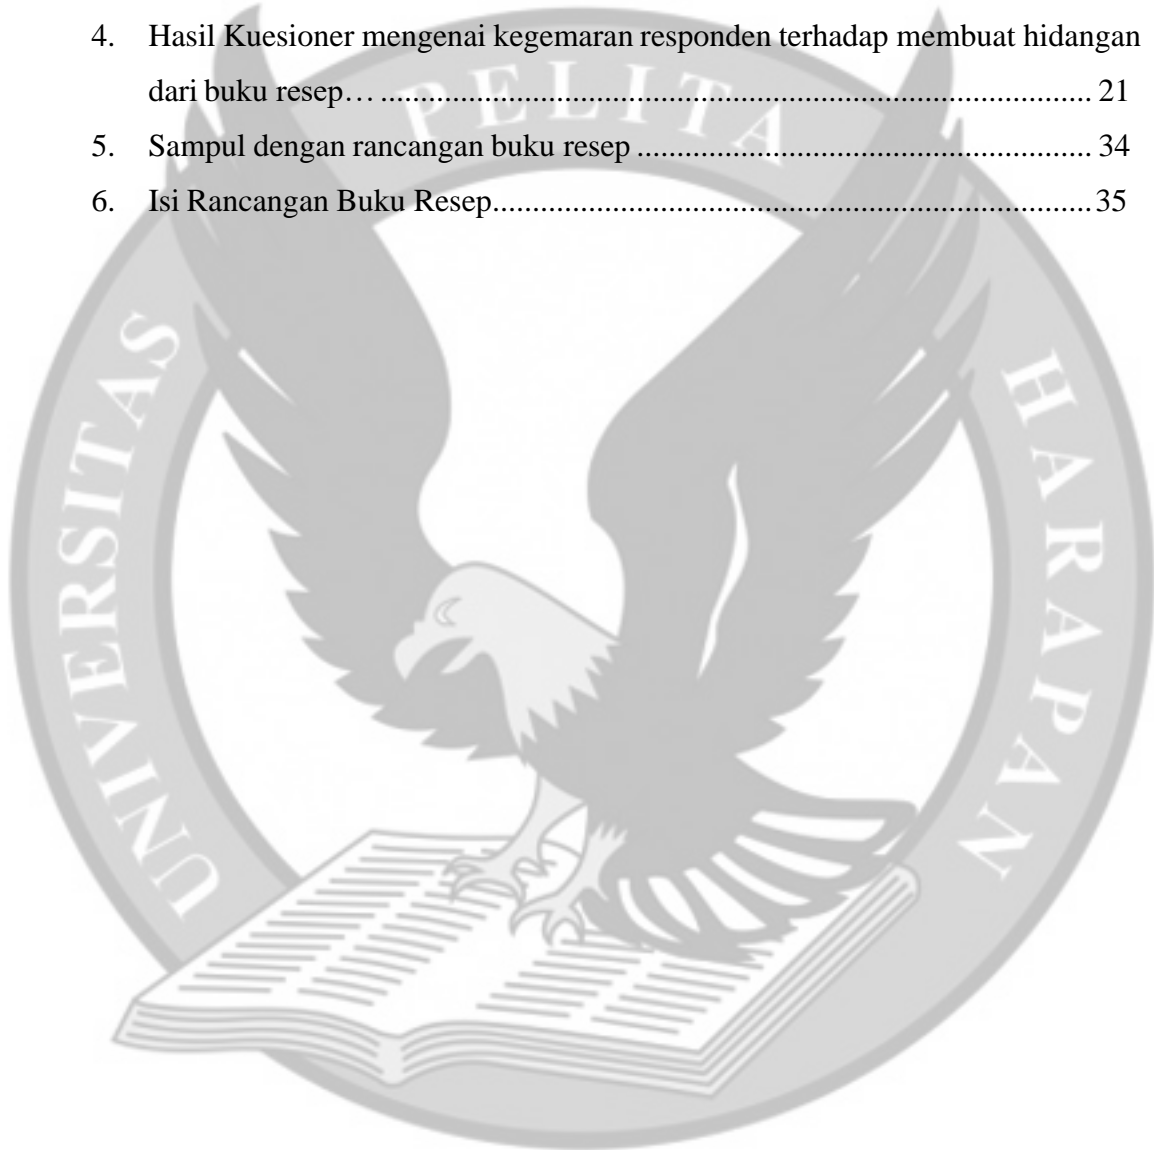 4. Hasil Kuesioner mengenai kegemaran responden terhadap membuat hidangan
dari buku resep… .......................................................................................... 21
5. Sampul dengan rancangan buku resep ......................................................... 34
6. Isi Rancangan Buku Resep........................................................................... 35
UNIVERSITAS PELITA HARAPAN